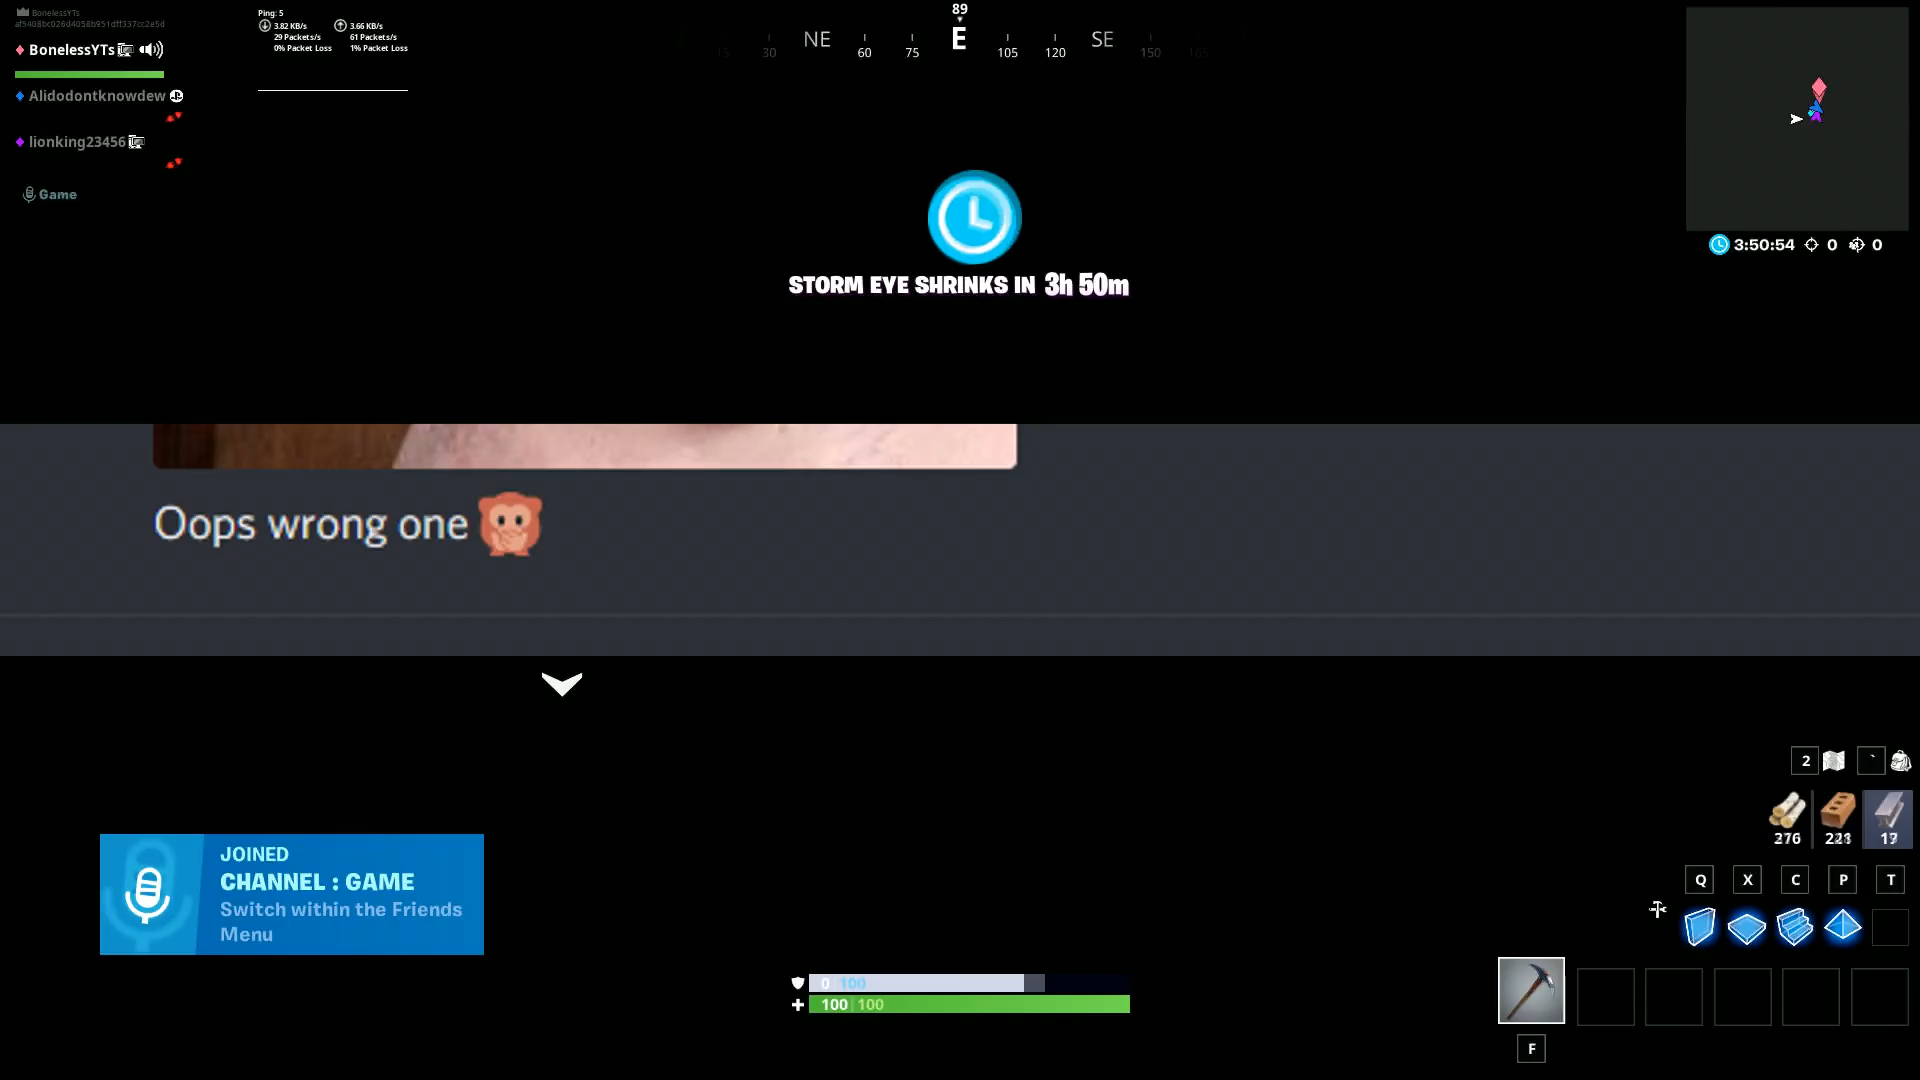 BonelessYTs
af5408bc026d4058b951dff337cc2e5d
BonelessYTs
Alidodontknowdew
lionking23456
Game
Ping: 5
3.82 KB/s 3.66 KB/s
29 Packets/s 61 Packets/s
0% Packet Loss 1% Packet Loss
89
15 30 NE 60 75 E 105 120 SE 150 165
STORM EYE SHRINKS IN 3h 50m
3:50:54 0 0
Oops wrong one
JOINED
CHANNEL : GAME
Switch within the Friends
Menu
2 `
Q X C P T
0 100
100 100
F